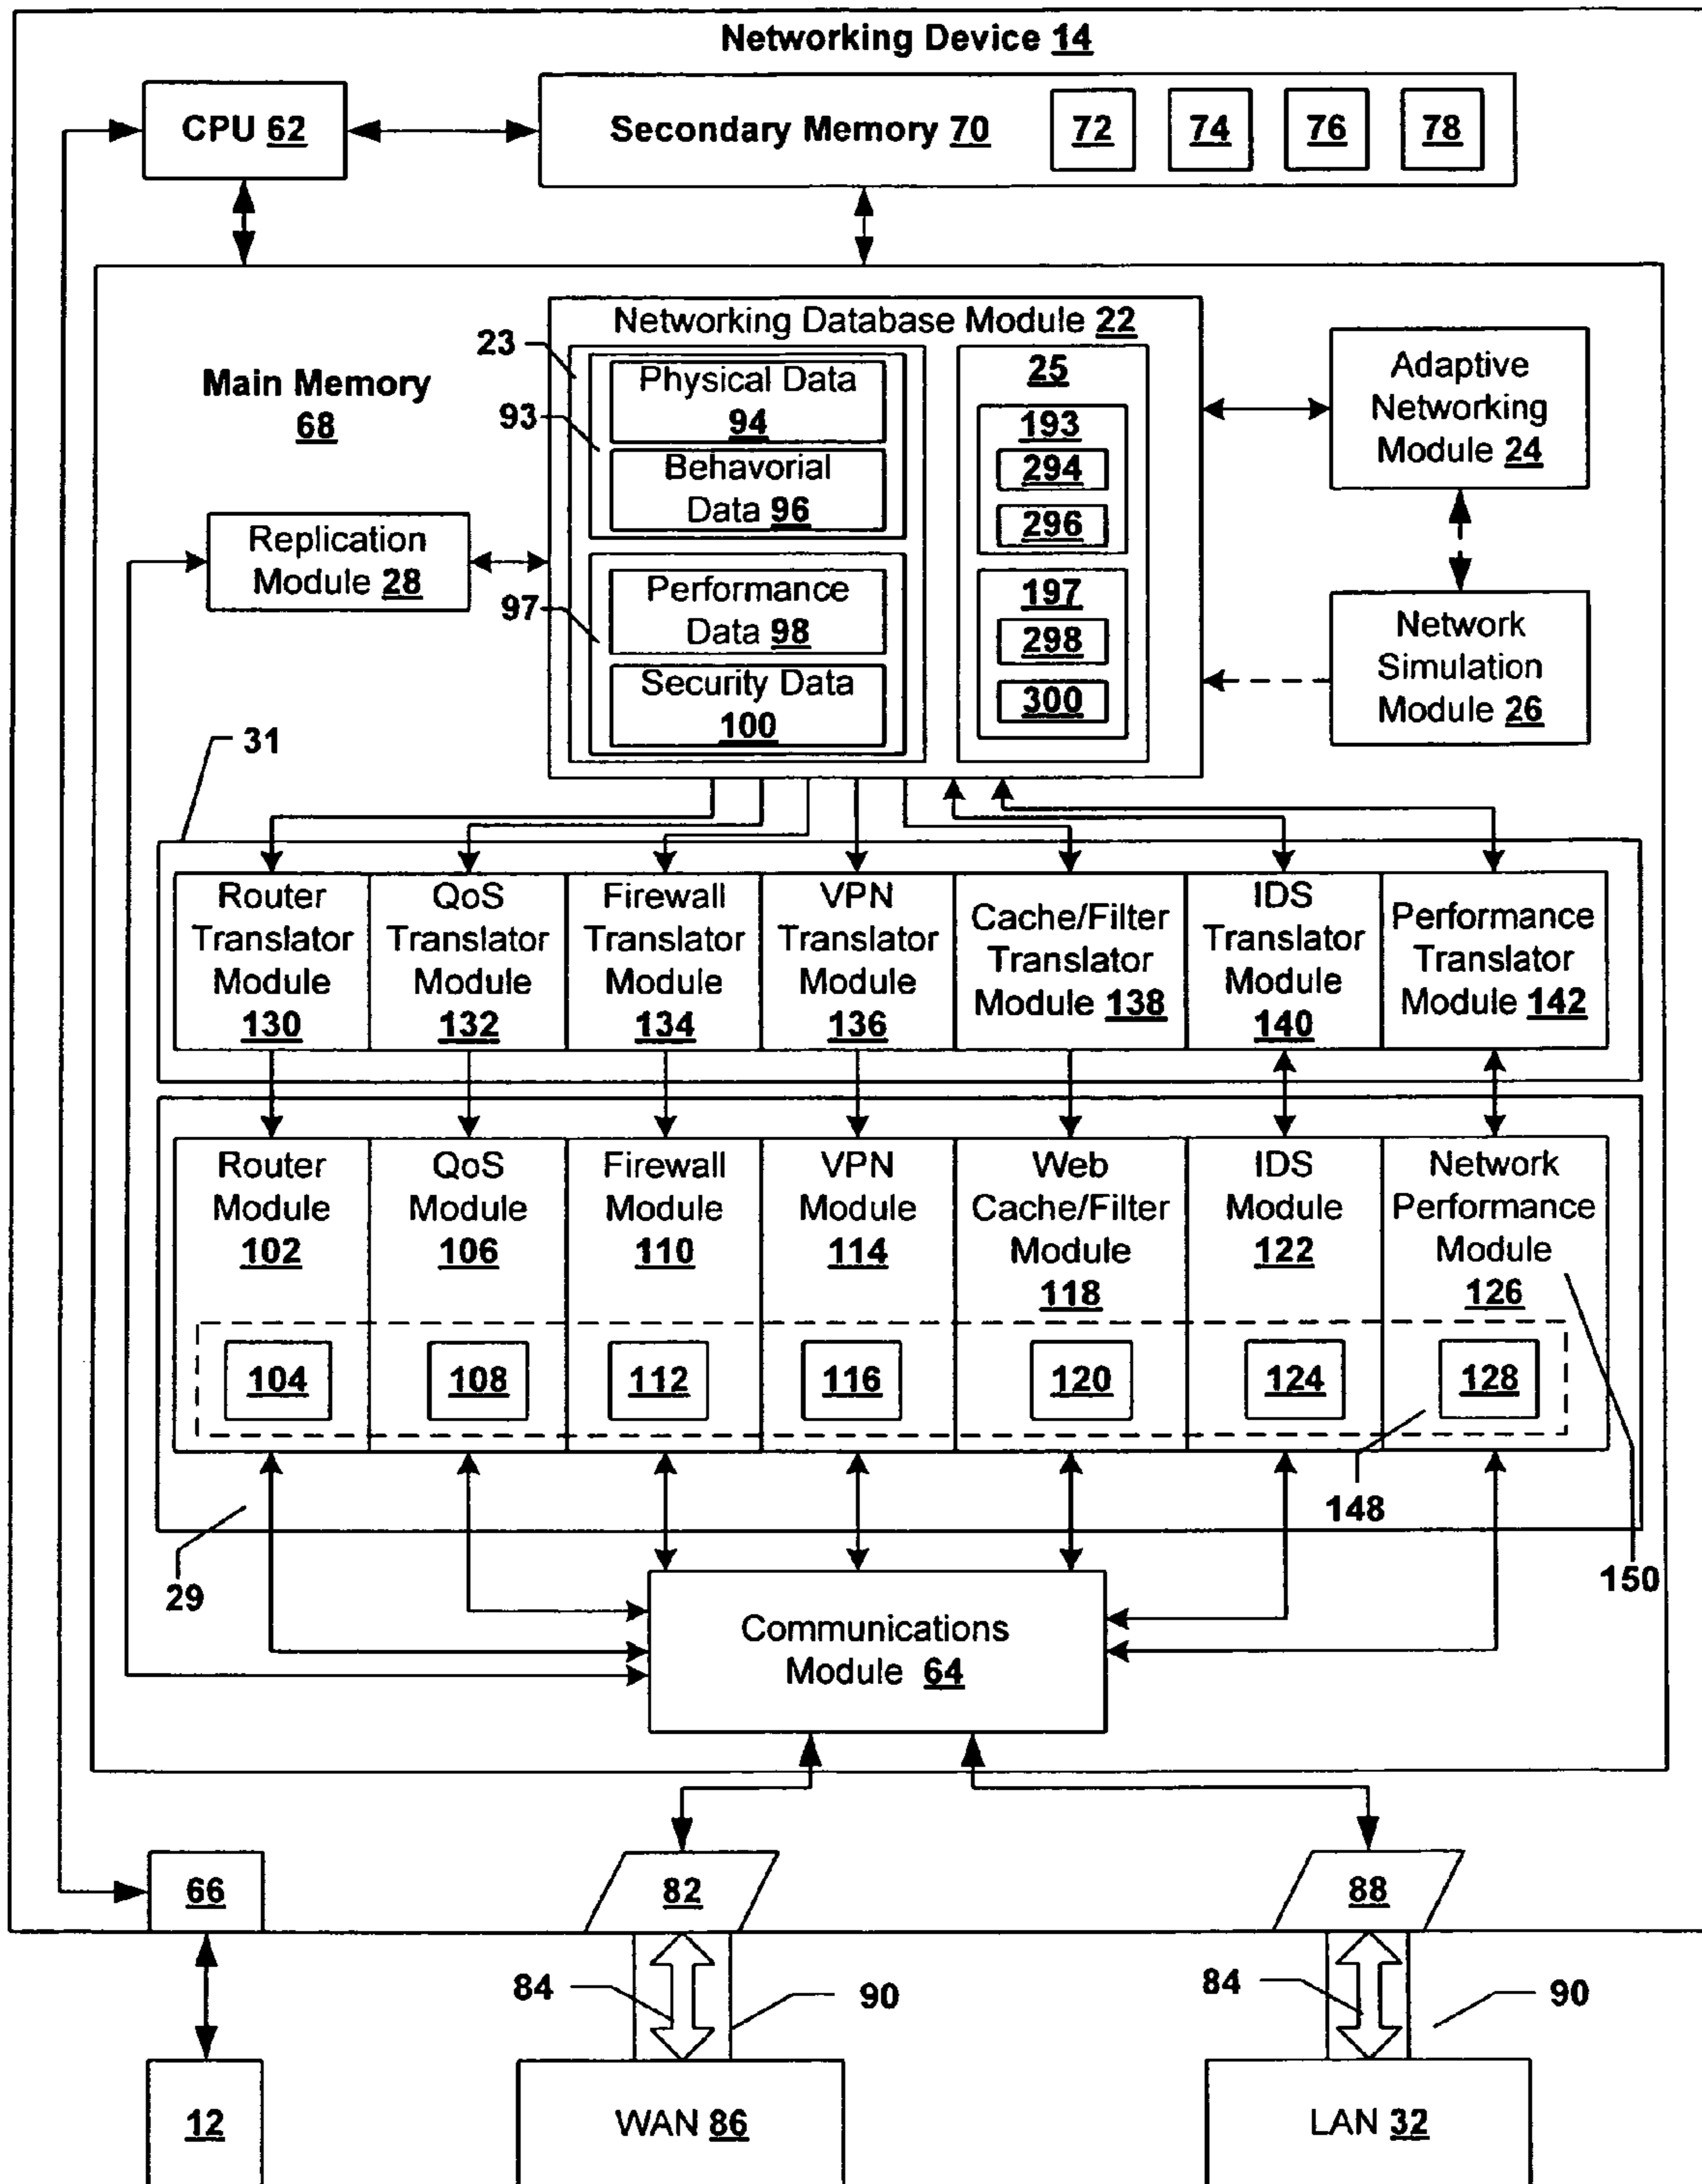 Networking Device 14
CPU 62
Secondary Memory 70
72
74
76
78
Networking Database Module 22
23
Main Memory
68
93
Physical Data
94
Behavorial
Data 96
97
Performance
Data 98
Security Data
100
25
193
294
296
197
298
300
Adaptive
Networking
Module 24
Replication
Module 28
Network
Simulation
Module 26
31
Router
Translator
Module
130
QoS
Translator
Module
132
Firewall
Translator
Module
134
VPN
Translator
Module
136
Cache/Filter
Translator
Module 138
IDS
Translator
Module
140
Performance
Translator
Module 142
Router
Module
102
QoS
Module
106
Firewall
Module
110
VPN
Module
114
Web
Cache/Filter
Module
118
IDS
Module
122
Network
Performance
Module
126
104
108
112
116
120
124
128
148
29
150
Communications
Module 64
66
82
88
84
90
84
90
12
WAN 86
LAN 32